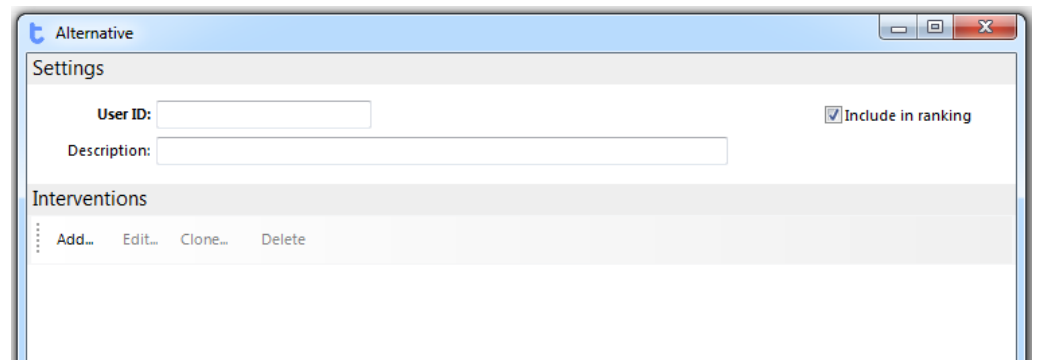 Alternative
Settings
User ID:
Include in ranking
Description:
Interventions
Add... Edit... Clone... Delete